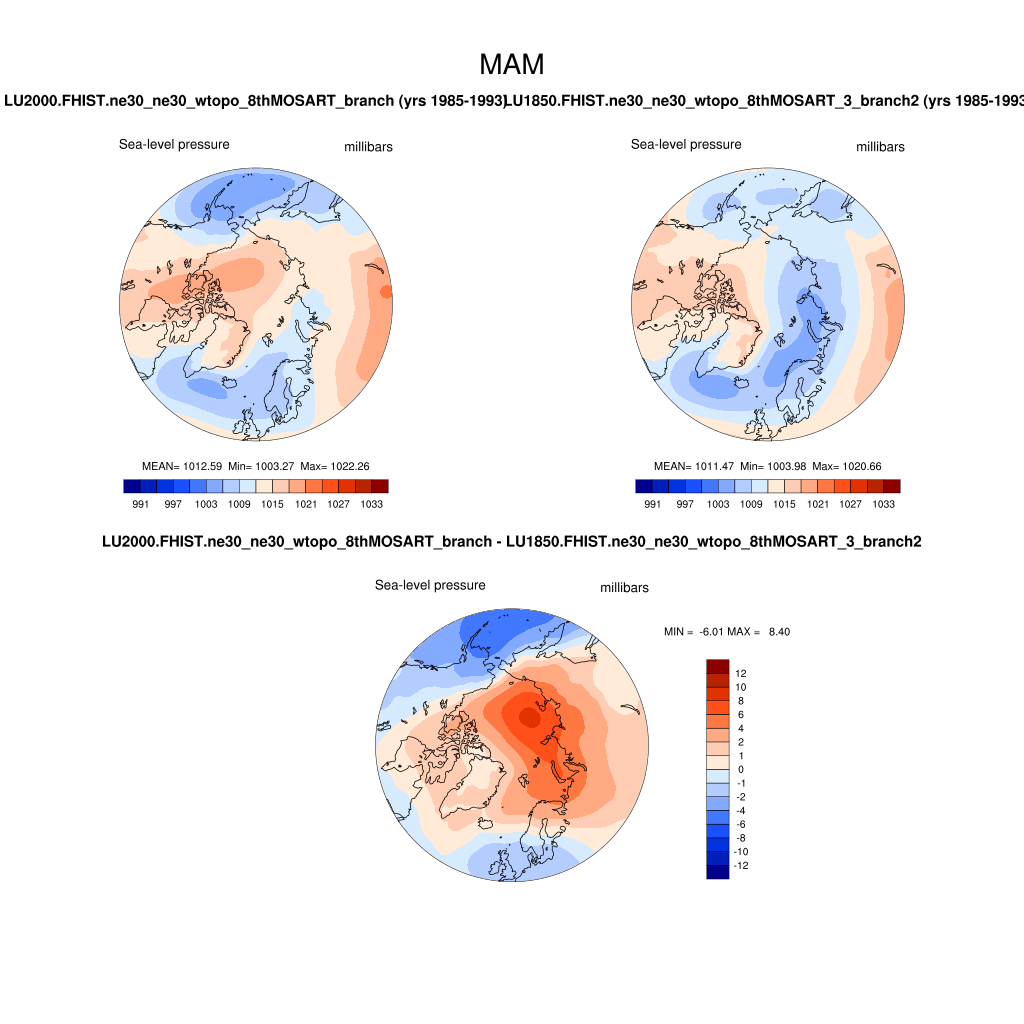 MAM
LU2000.FHIST.ne30_ne30_wtopo_8thMOSART_branch (yrs 1985-1993)
LU1850.FHIST.ne30_ne30_wtopo_8thMOSART_3_branch2 (yrs 1985-1993
Sea-level pressure millibars
Sea-level pressure millibars
MEAN= 1012.59 Min= 1003.27 Max= 1022.26
991 997 1003 1009 1015 1021 1027 1033
MEAN= 1011.47 Min= 1003.98 Max= 1020.66
991 997 1003 1009 1015 1021 1027 1033
LU2000.FHIST.ne30_ne30_wtopo_8thMOSART_branch - LU1850.FHIST.ne30_ne30_wtopo_8thMOSART_3_branch2
Sea-level pressure millibars
MIN = -6.01 MAX = 8.40
12
10
8
6
4
2
1
0
-1
-2
-4
-6
-8
-10
-12